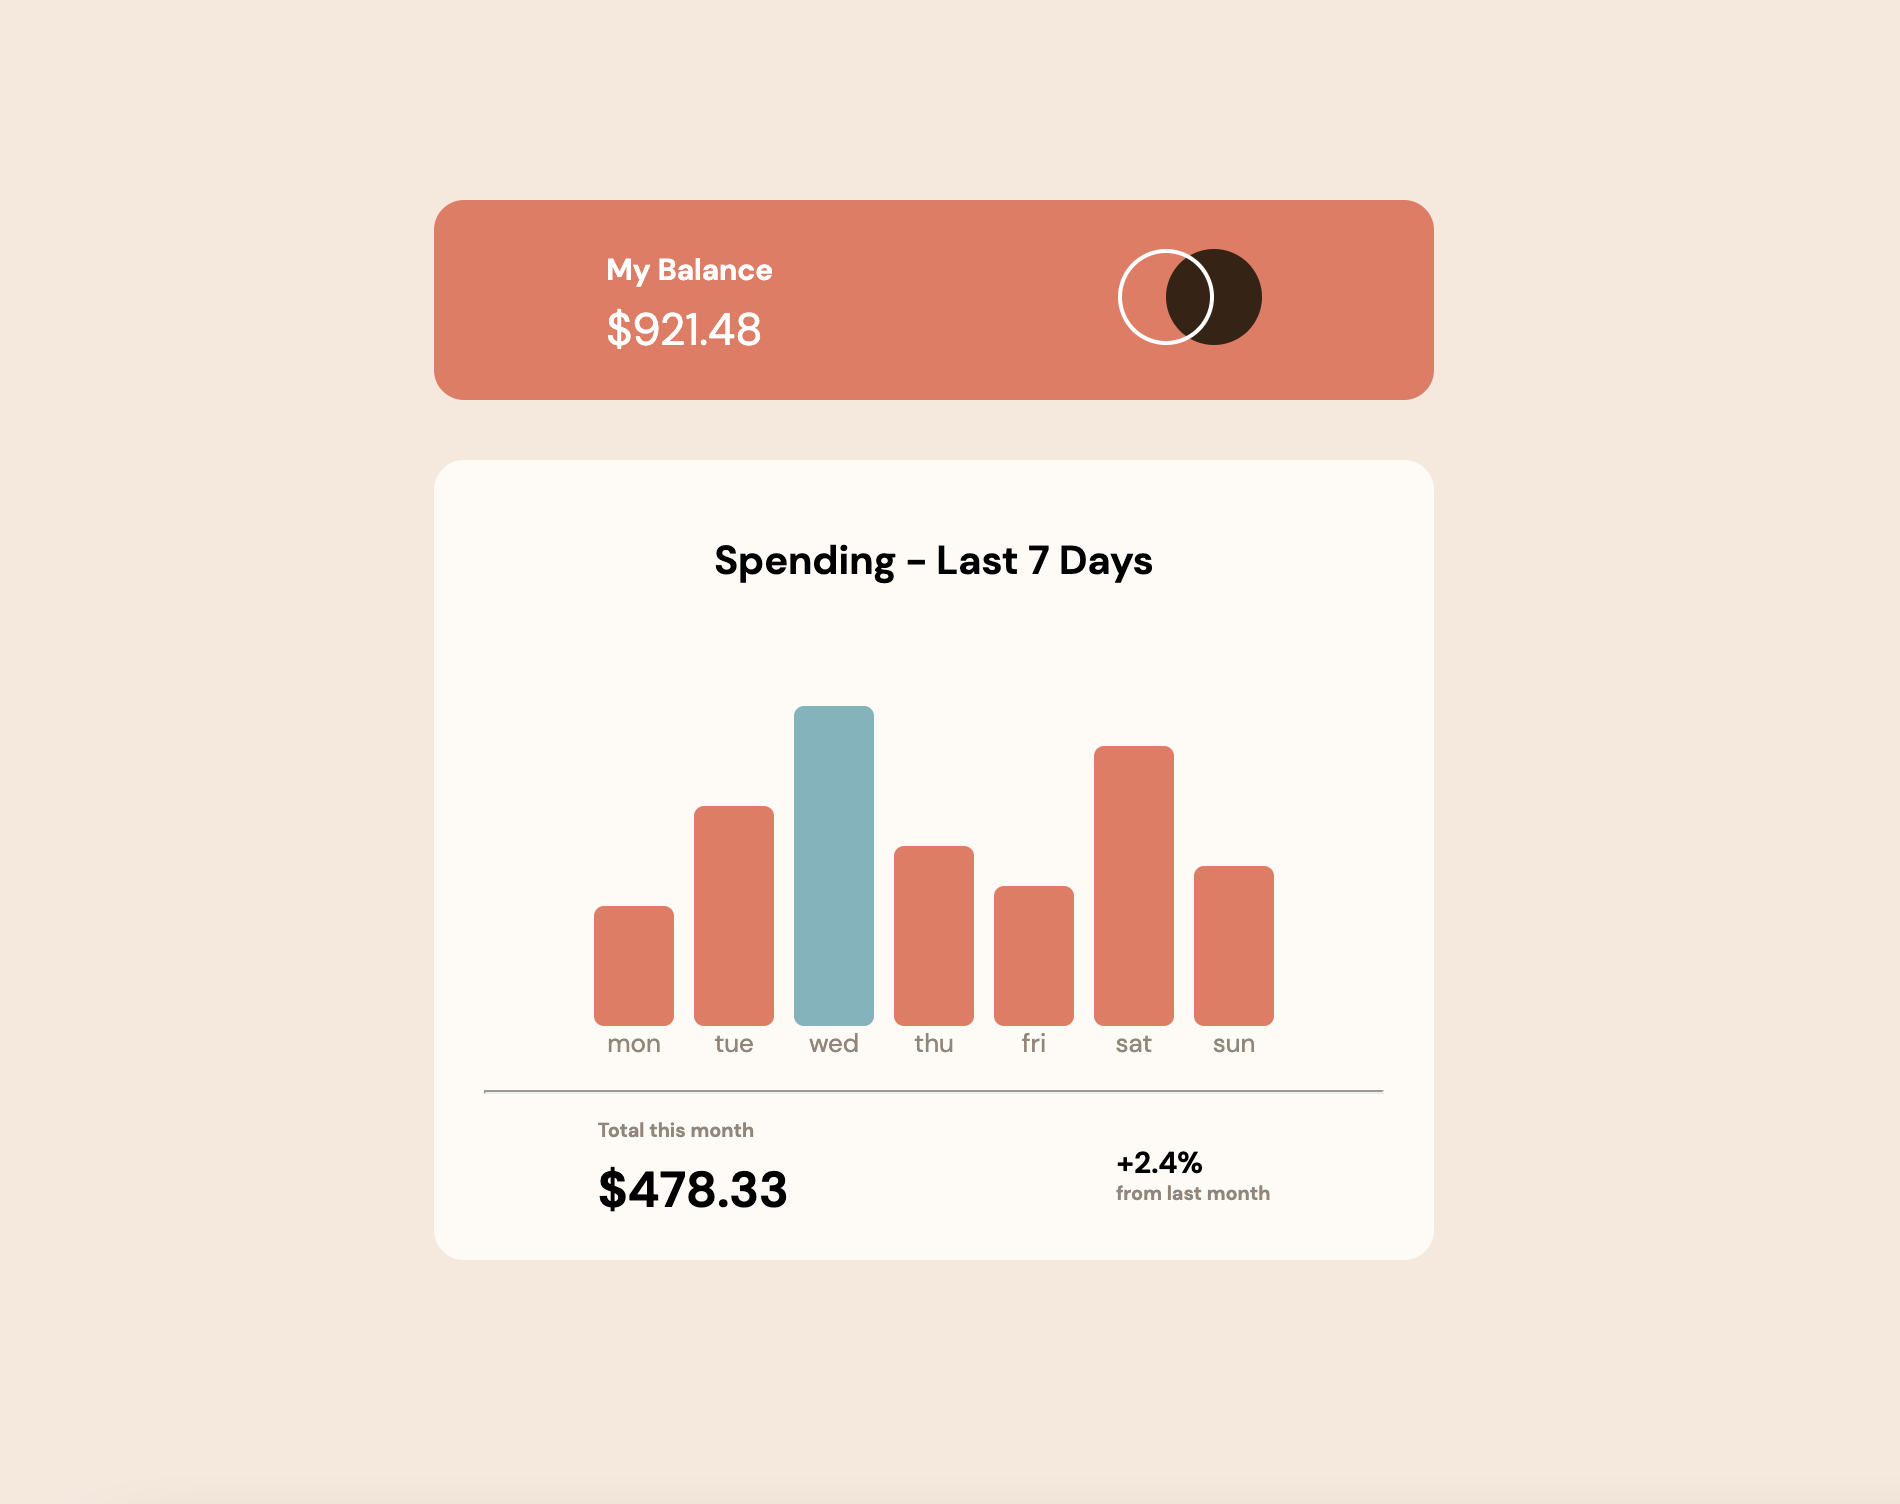 My Balance
$921.48
Spending - Last 7 Days
mon tue wed thu fri sat sun
Total this month
$478.33
+2.4%
from last month